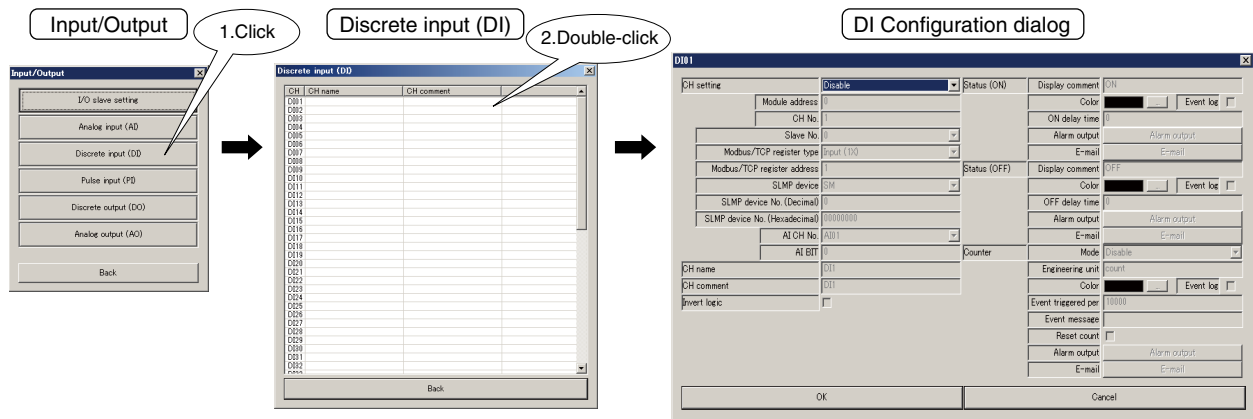 Input/Output
1.Click
Discrete input (DI)
2.Double-click
DI Configuration dialog
Input/Output
I/O slave setting
Analog input (AI)
Discrete input (DI)
Pulse input (PI)
Discrete output (DO)
Analog output (AO)
Back
Discrete input (DI)
CH CH name CH comment
DI01
DI02
DI03
DI04
DI05
DI06
DI07
DI08
DI09
DI10
DI11
DI12
DI13
DI14
DI15
DI16
DI17
DI18
DI19
DI20
DI21
DI22
DI23
DI24
DI25
DI26
DI27
DI28
DI29
DI30
DI31
DI32
Back
DI01
CH setting Disable Status (ON) Display comment ON
Module address 0 Color ... Event log
CH No. 1 ON delay time 0
Slave No. 0 Alarm output Alarm output
Modbus/TCP register type Input (1X) E-mail E-mail
Modbus/TCP register address 1 Status (OFF) Display comment OFF
SLMP device SM Color ... Event log
SLMP device No. (Decimal) 0 OFF delay time 0
SLMP device No. (Hexadecimal) 00000000 Alarm output Alarm output
AI CH No. AI01 E-mail E-mail
AI BIT 0 Counter Mode Disable
CH name DI1 Engineering unit count
CH comment DI1 Color ... Event log
Invert logic Event triggered per 10000
Event message
Reset count
Alarm output Alarm output
E-mail E-mail
OK Cancel